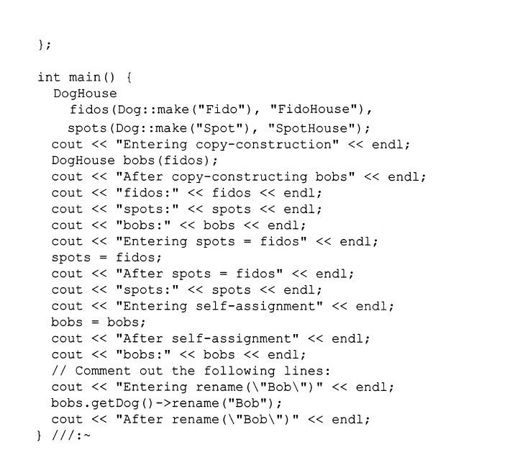 };
int main() {
DogHouse
fidos(Dog::make("Fido"), "FidoHouse"),
spots(Dog::make("Spot"), "SpotHouse");
cout << "Entering copy-construction" << endl;
DogHouse bobs(fidos);
cout << "After copy-constructing bobs" << endl;
cout << "fidos:" << fidos << endl;
cout << "spots:" << spots << endl;
cout << "bobs:" << bobs << endl;
cout << "Entering spots = fidos" << endl;
spots = fidos;
cout << "After spots = fidos" << endl;
cout << "spots:" << spots << endl;
cout << "Entering self-assignment" << endl;
bobs = bobs;
cout << "After self-assignment" << endl;
cout << "bobs:" << bobs << endl;
// Comment out the following lines:
cout << "Entering rename(\"Bob\")" << endl;
bobs.getDog()->rename("Bob");
cout << "After rename(\"Bob\")" << endl;
} ///:~